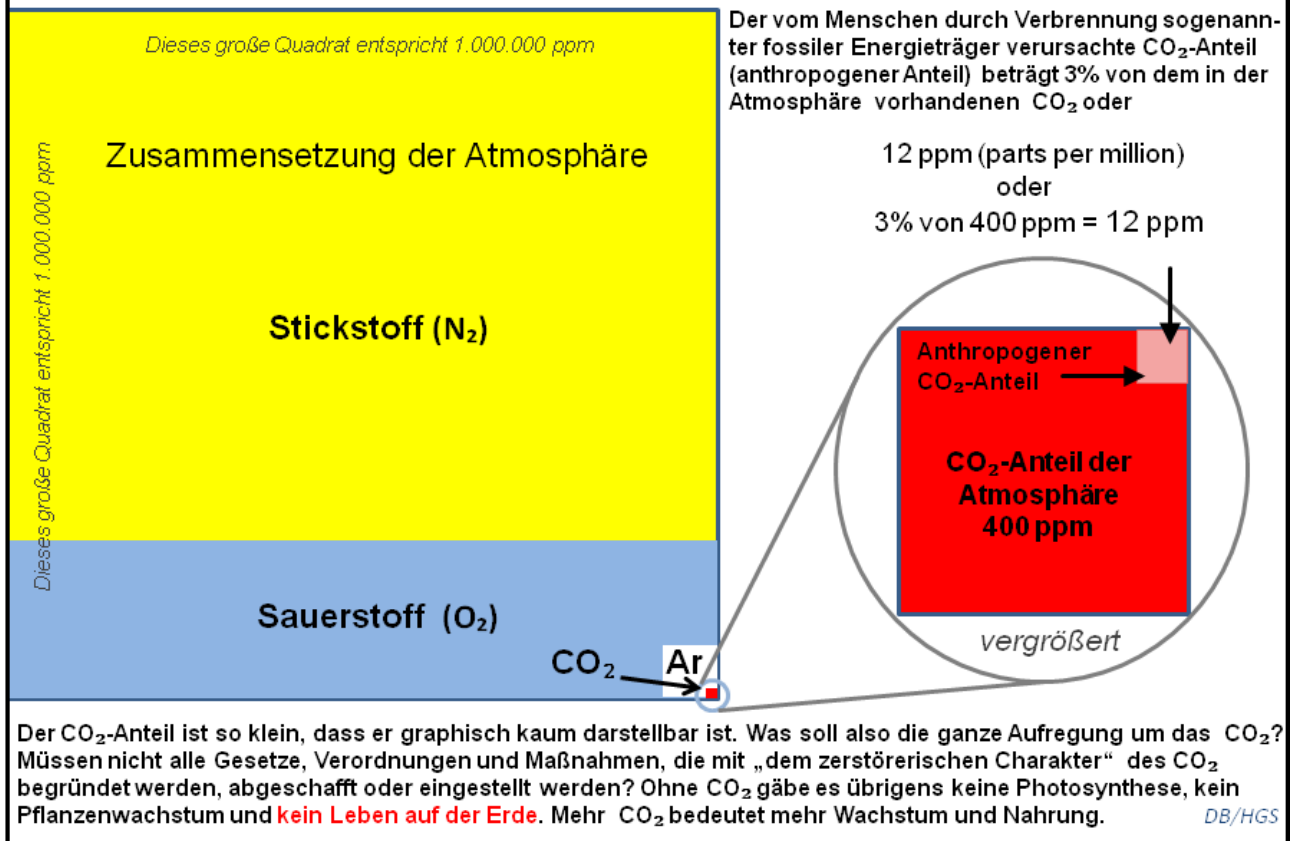 Dieses große Quadrat entspricht 1.000.000 ppm
Dieses große Quadrat entspricht 1.000.000 ppm
Zusammensetzung der Atmosphäre
Stickstoff (N₂)
Sauerstoff (O₂)
CO₂
Ar
Der vom Menschen durch Verbrennung sogenann-
ter fossiler Energieträger verursachte CO₂-Anteil
(anthropogener Anteil) beträgt 3% von dem in der
Atmosphäre vorhandenen CO₂ oder
12 ppm (parts per million)
oder
3% von 400 ppm = 12 ppm
Anthropogener
CO₂-Anteil
CO₂-Anteil der
Atmosphäre
400 ppm
vergrößert
Der CO₂-Anteil ist so klein, dass er graphisch kaum darstellbar ist. Was soll also die ganze Aufregung um das CO₂?
Müssen nicht alle Gesetze, Verordnungen und Maßnahmen, die mit „dem zerstörerischen Charakter“ des CO₂
begründet werden, abgeschafft oder eingestellt werden? Ohne CO₂ gäbe es übrigens keine Photosynthese, kein
Pflanzenwachstum und kein Leben auf der Erde. Mehr CO₂ bedeutet mehr Wachstum und Nahrung.
DB/HGS